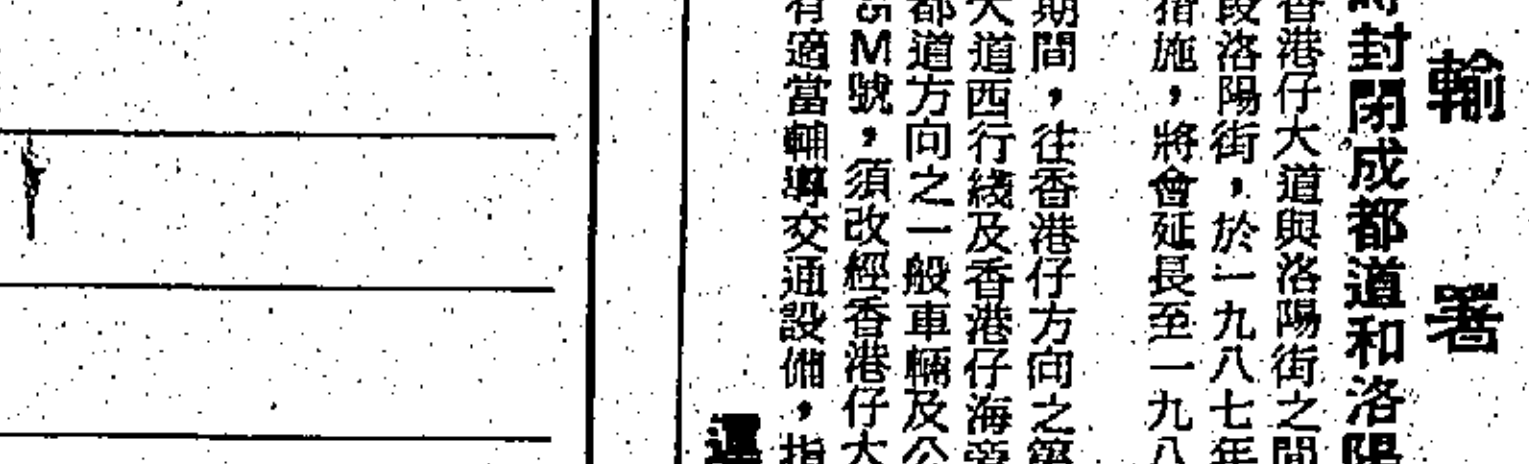 輸署
封閉成都道和洛陽
香港仔大道與洛陽街之間
段洛陽街，於一九八七年
措施，將會延長至一九八
期間，往香港仔方向之第
大道西行綫及香港仔海旁
都道方向之一般車輛及公
M號，須改經香港仔大
有適當輔導交通設備，指
運